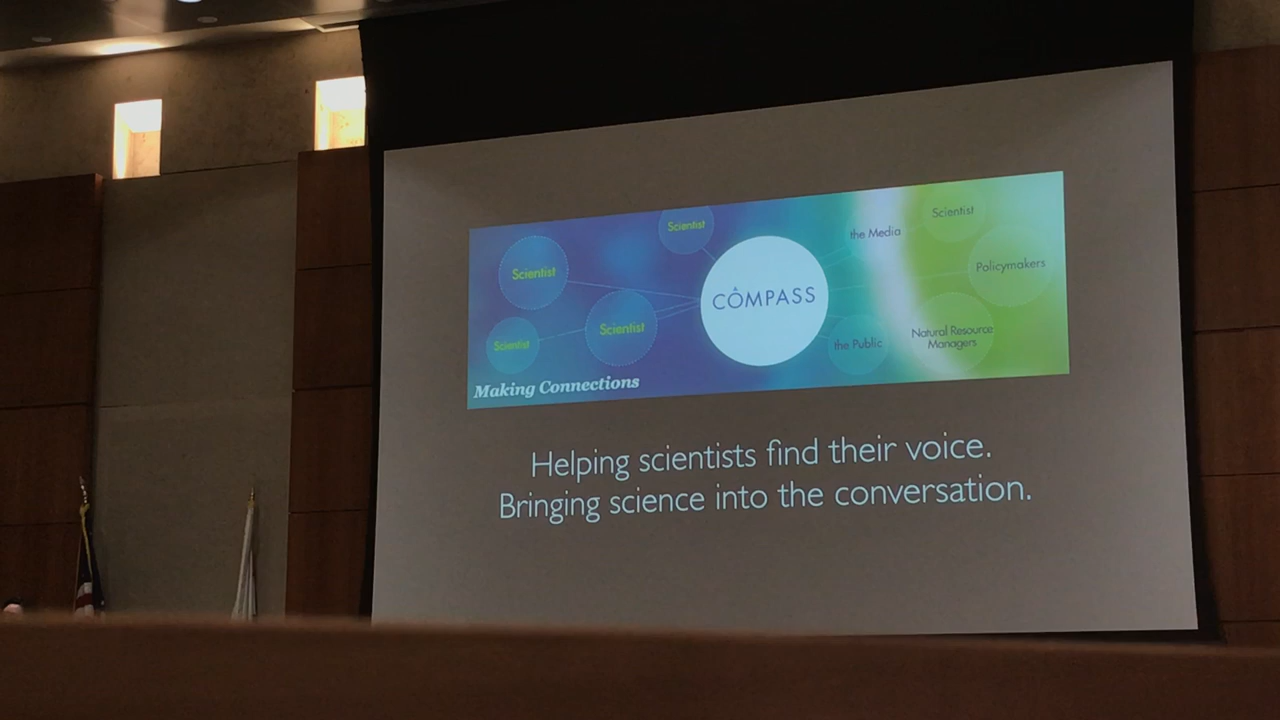 Scientist
Scientist
the Media
Scientist
Policymakers
CÔMPASS
Scientist
Scientist
the Public
Natural Resource
Managers
Making Connections
Helping scientists find their voice.
Bringing science into the conversation.